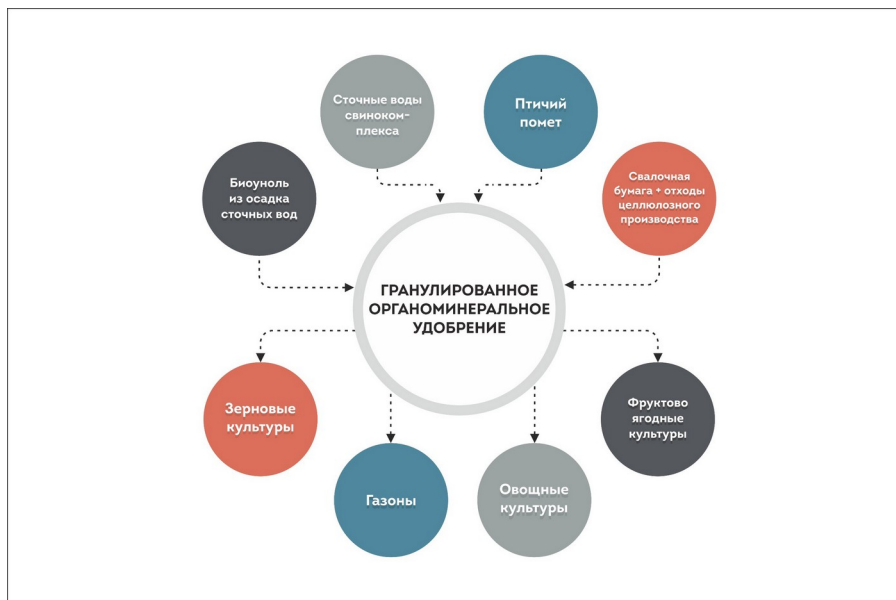 Сточные воды
свиноком-
плекса
Птичий
помет
Биоуноль
из осадка
сточных вод
Свалочная
бумага + отходы
целлюлозного
производства
ГРАНУЛИРОВАННОЕ
ОРГАНОМИНЕРАЛЬНОЕ
УДОБРЕНИЕ
Зерновые
культуры
Фруктово
ягодные
культуры
Газоны
Овощные
культуры